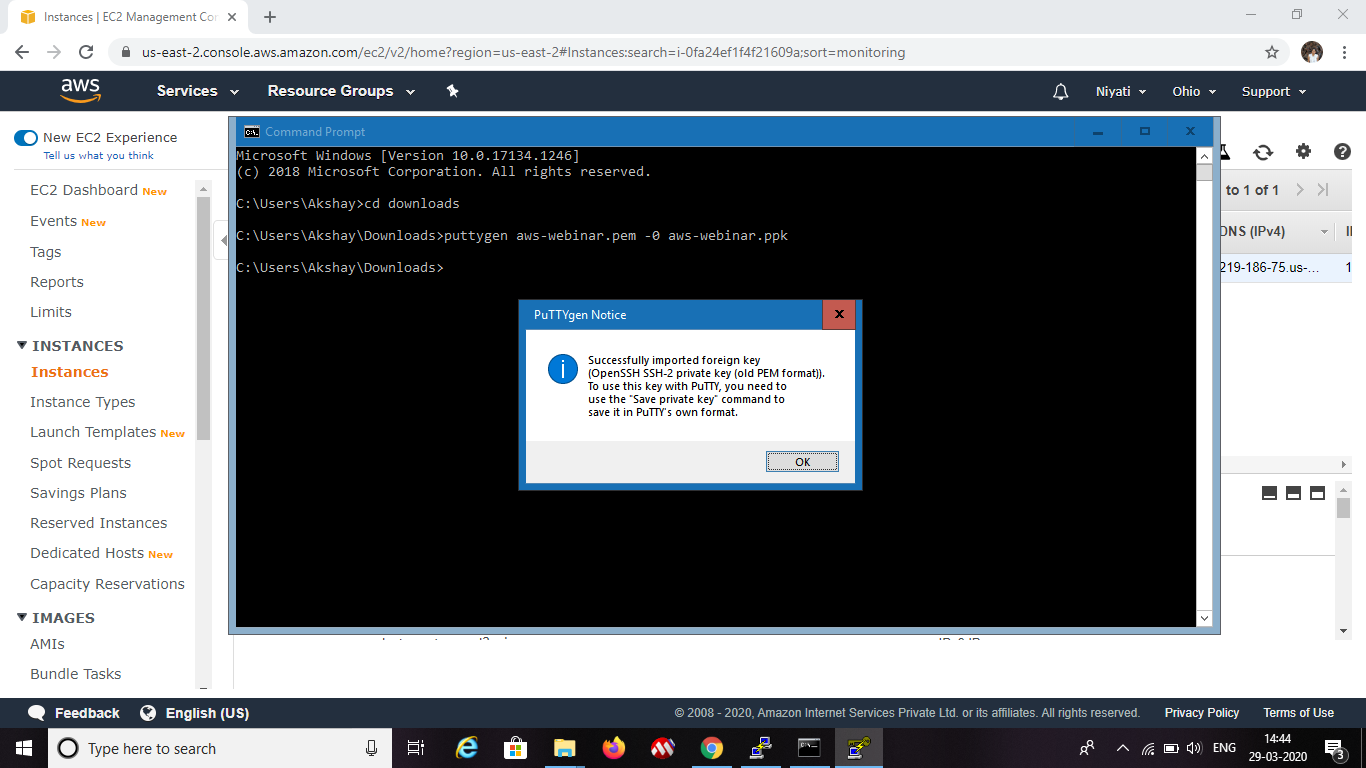 Instances | EC2 Management Con
us-east-2.console.aws.amazon.com/ec2/v2/home?region=us-east-2#Instances:search=i-0fa24ef1f4f21609a;sort=monitoring
aws
Services
Resource Groups
Niyati
Ohio
Support
New EC2 Experience
Tell us what you think
EC2 Dashboard New
Events New
Tags
Reports
Limits
INSTANCES
Instances
Instance Types
Launch Templates New
Spot Requests
Savings Plans
Reserved Instances
Dedicated Hosts New
Capacity Reservations
IMAGES
AMIs
Bundle Tasks
Command Prompt
Microsoft Windows [Version 10.0.17134.1246]
(c) 2018 Microsoft Corporation. All rights reserved.
C:\Users\Akshay>cd downloads
C:\Users\Akshay\Downloads>puttygen aws-webinar.pem -0 aws-webinar.ppk
C:\Users\Akshay\Downloads>
PuTTYgen Notice
Successfully imported foreign key
(OpenSSH SSH-2 private key (old PEM format)).
To use this key with PuTTY, you need to
use the "Save private key" command to
save it in PuTTY's own format.
OK
to 1 of 1
DNS (IPv4)
219-186-75.us-...
1
Feedback
English (US)
© 2008 - 2020, Amazon Internet Services Private Ltd. or its affiliates. All rights reserved.
Privacy Policy
Terms of Use
Type here to search
ENG
14:44
29-03-2020
3